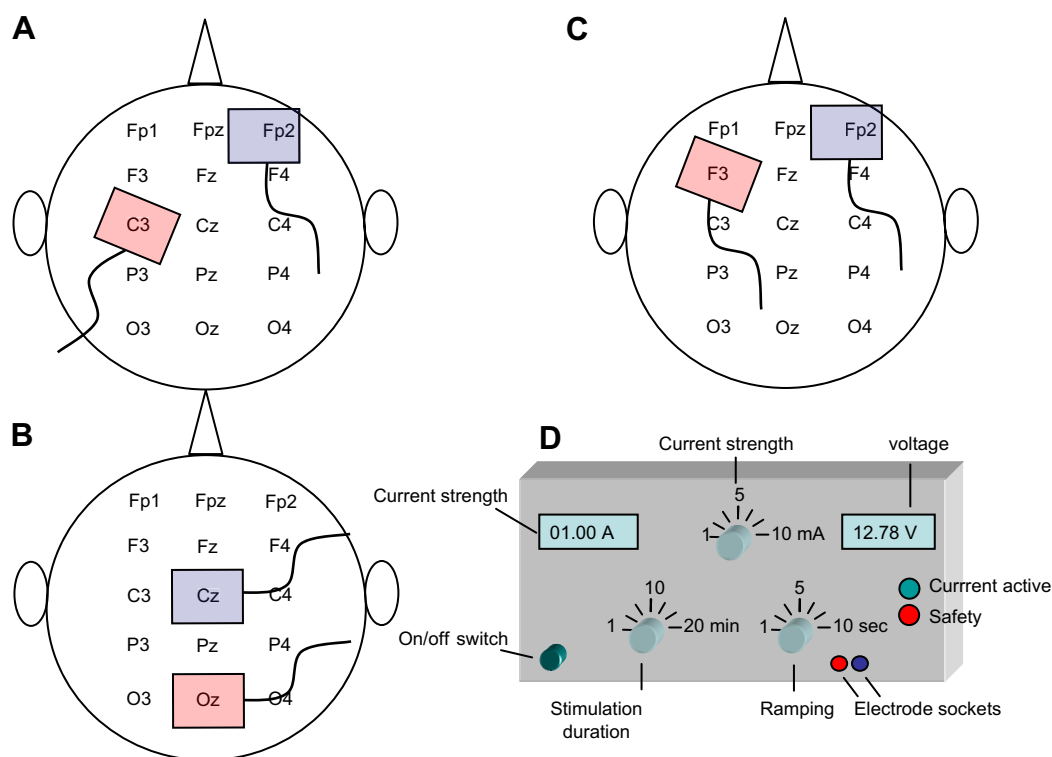 A
Fp1 Fpz Fp2
F3 Fz F4
C3 Cz C4
P3 Pz P4
O3 Oz O4
C
Fp1 Fpz Fp2
F3 Fz F4
C3 Cz C4
P3 Pz P4
O3 Oz O4
B
Fp1 Fpz Fp2
F3 Fz F4
C3 Cz C4
P3 Pz P4
O3 Oz O4
D
Current strength
voltage
Current strength
5
01.00 A
1 10 mA
12.78 V
10
5
Currrent active
1 20 min
1 10 sec
Safety
On/off switch
Stimulation
duration
Ramping
Electrode sockets